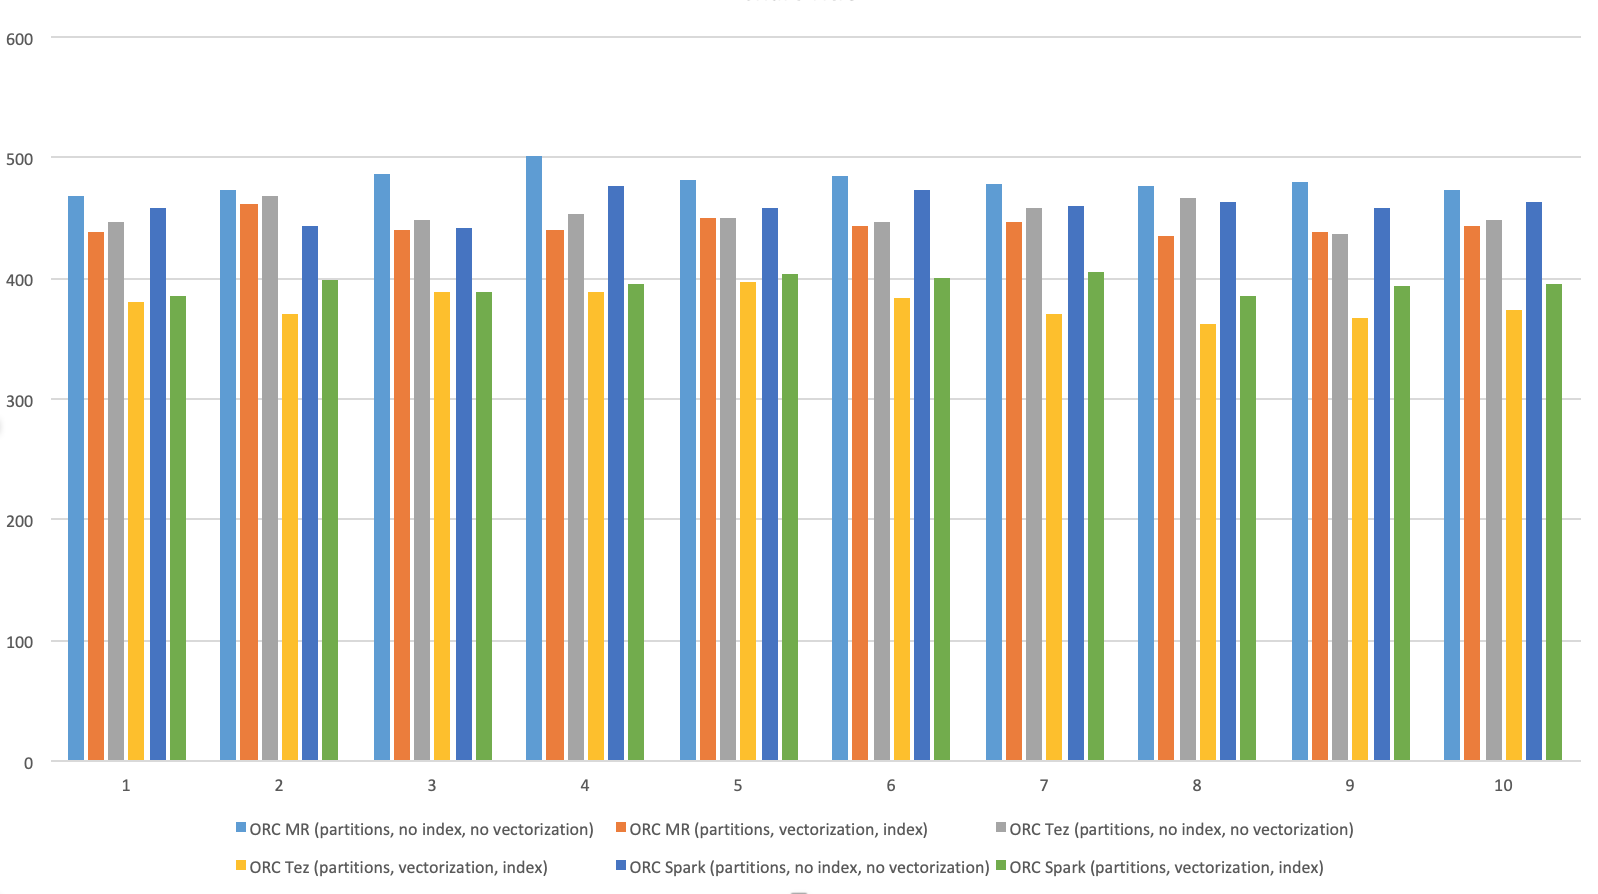 600
500
400
300
200
100
0
1 2 3 4 5 6 7 8 9 10
ORC MR (partitions, no index, no vectorization) ORC MR (partitions, vectorization, index) ORC Tez (partitions, no index, no vectorization)
ORC Tez (partitions, vectorization, index) ORC Spark (partitions, no index, no vectorization) ORC Spark (partitions, vectorization, index)